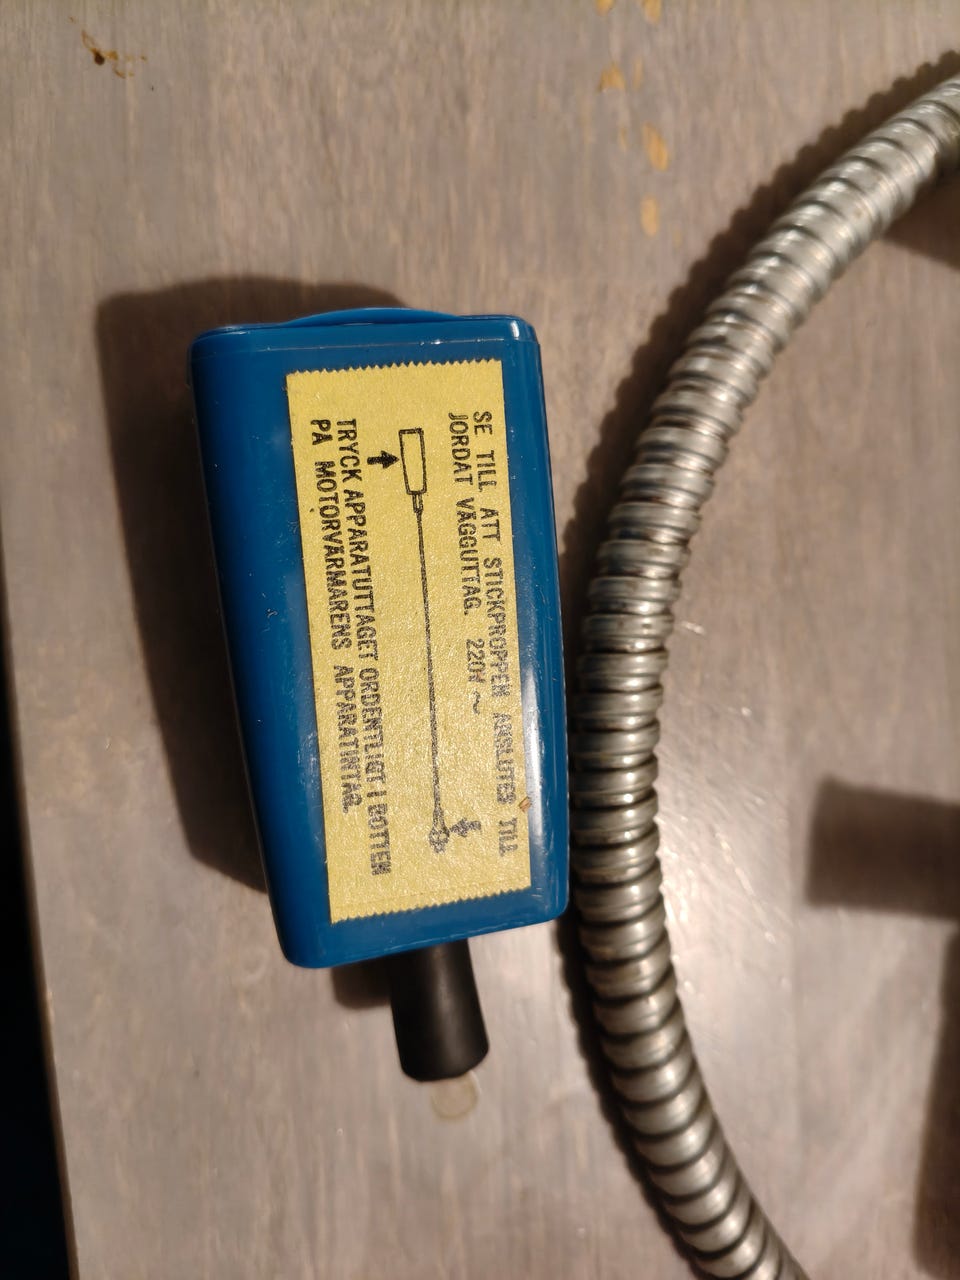 SE TILL ATT STICKPROPPEN ANSLUTES TILL
JORDAT VÄGGUTTAG. 220V ~
TRYCK APPARATUTTAGET ORDENTLIGT I BOTTEN
PÅ MOTORVÄRMARENS APPARATINTAG.